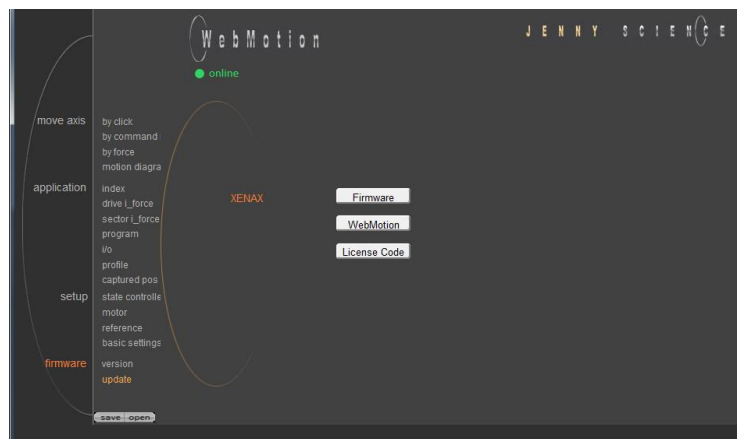 WebMotion
JENNY SCIENCE
online
move axis
by click
by command
by force
motion diagra
application
index
drive i_force
sector i_force
program
i/o
profile
captured pos
setup
state controlle
motor
reference
basic settings
firmware
version
update
XENAX
Firmware
WebMotion
License Code
save open